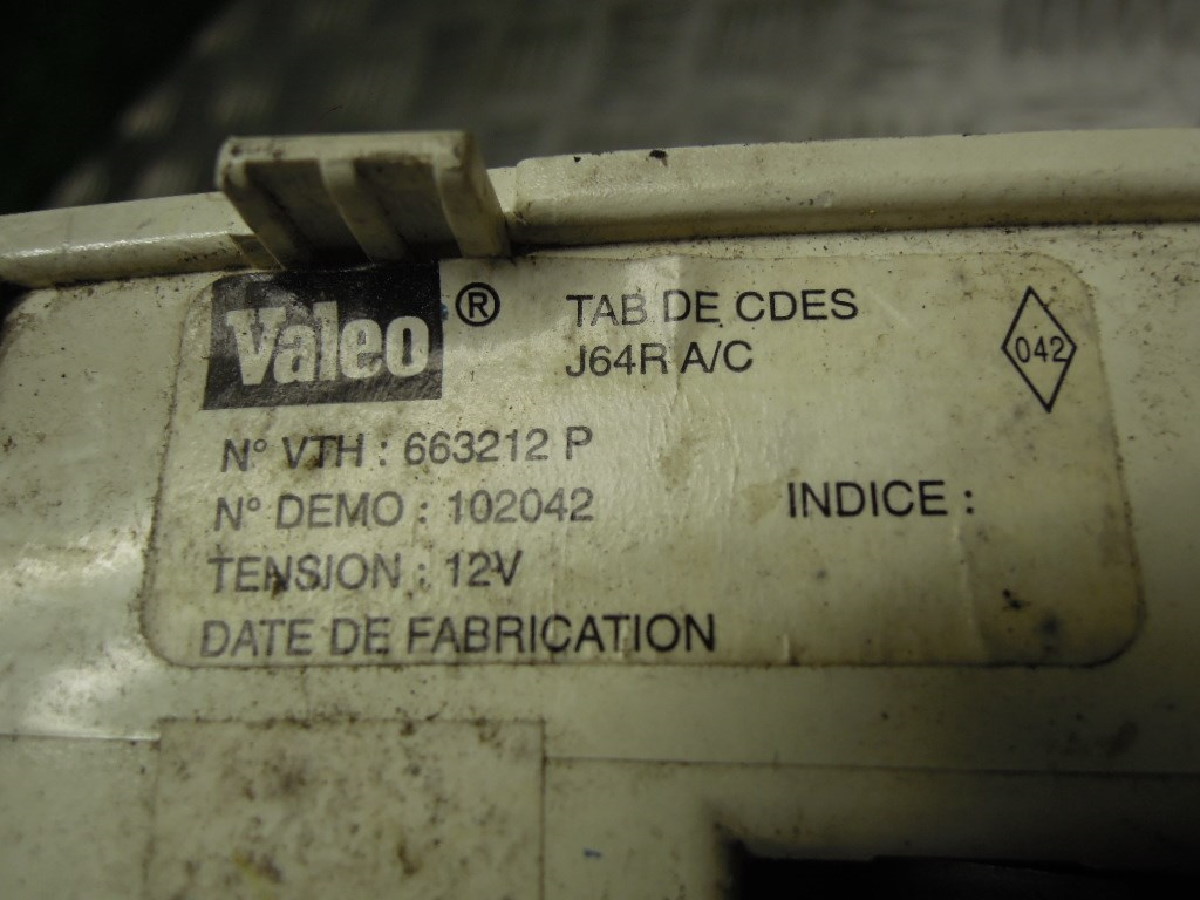 Valeo ® TAB DE CDES
J64R A/C
042
N° VTH : 663212 P
N° DEMO : 102042 INDICE :
TENSION : 12V
DATE DE FABRICATION